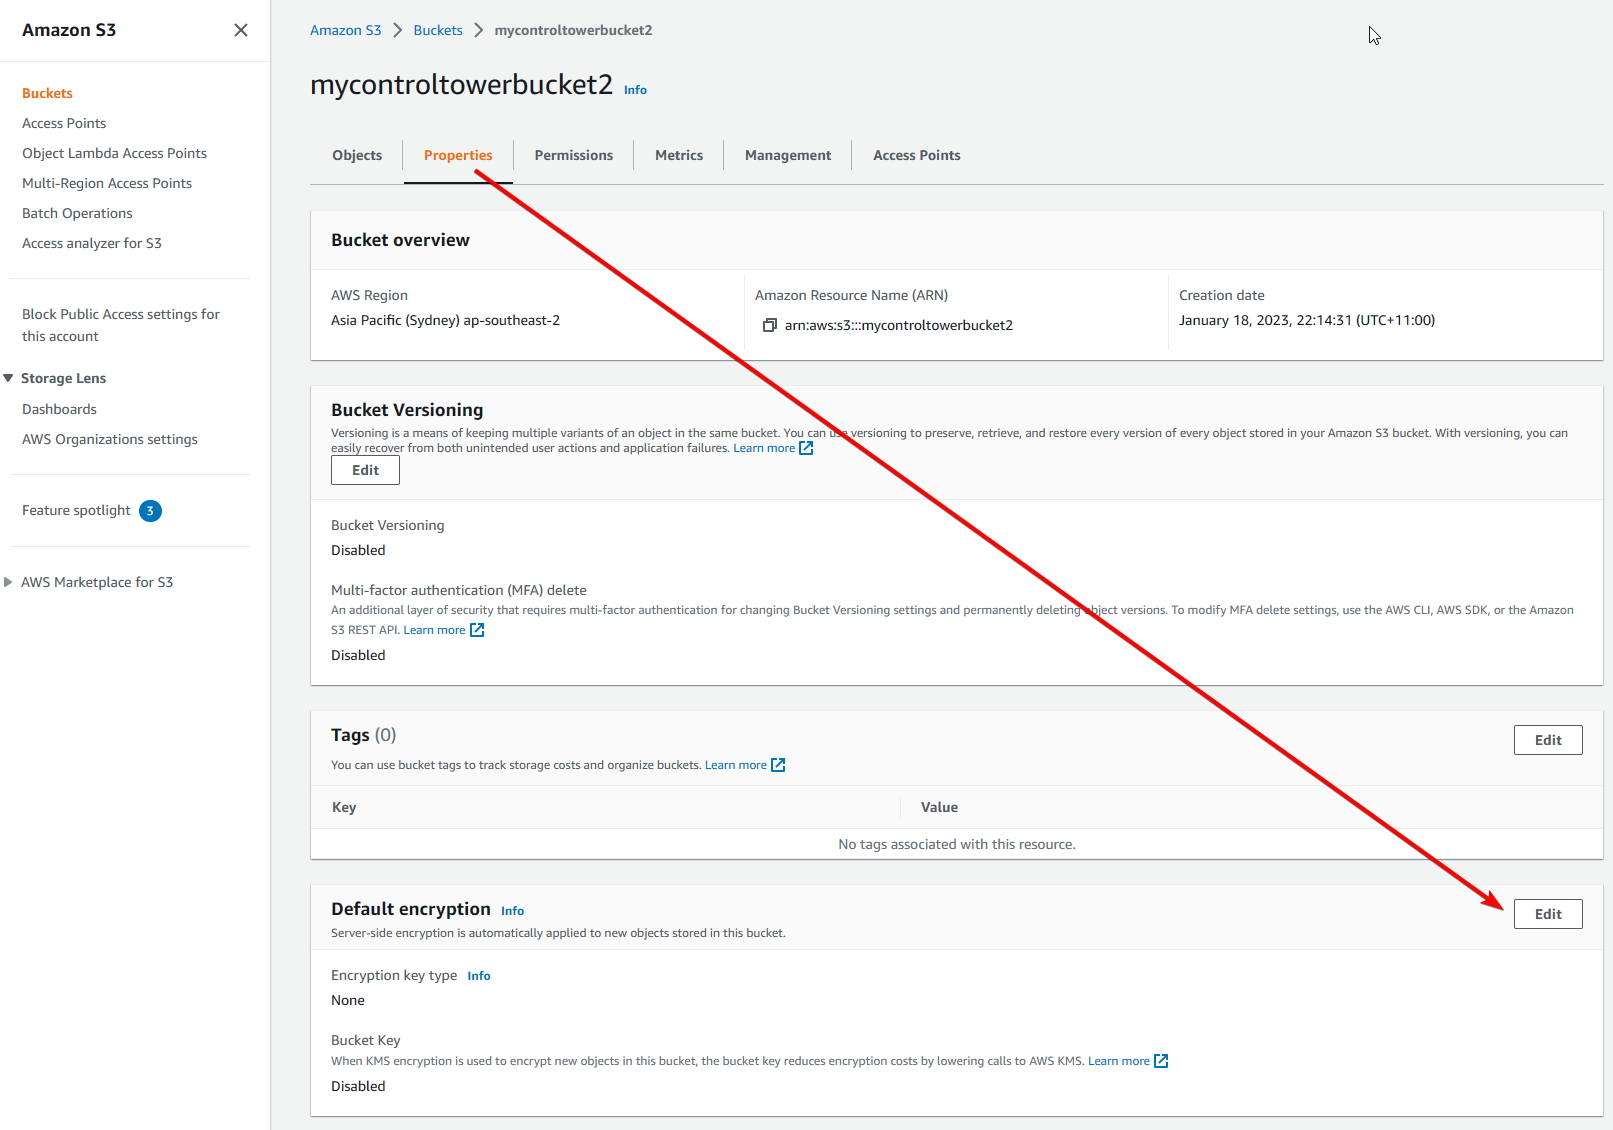 Amazon S3
Buckets
Access Points
Object Lambda Access Points
Multi-Region Access Points
Batch Operations
Access analyzer for S3
Block Public Access settings for
this account
Storage Lens
Dashboards
AWS Organizations settings
Feature spotlight 3
AWS Marketplace for S3
Amazon S3 > Buckets > mycontroltowerbucket2
mycontroltowerbucket2 Info
Objects Properties Permissions Metrics Management Access Points
Bucket overview
AWS Region
Asia Pacific (Sydney) ap-southeast-2
Amazon Resource Name (ARN)
arn:aws:s3:::mycontroltowerbucket2
Creation date
January 18, 2023, 22:14:31 (UTC+11:00)
Bucket Versioning
Versioning is a means of keeping multiple variants of an object in the same bucket. You can use versioning to preserve, retrieve, and restore every version of every object stored in your Amazon S3 bucket. With versioning, you can
easily recover from both unintended user actions and application failures. Learn more
Edit
Bucket Versioning
Disabled
Multi-factor authentication (MFA) delete
An additional layer of security that requires multi-factor authentication for changing Bucket Versioning settings and permanently deleting object versions. To modify MFA delete settings, use the AWS CLI, AWS SDK, or the Amazon
S3 REST API. Learn more
Disabled
Tags (0)
Edit
You can use bucket tags to track storage costs and organize buckets. Learn more
Key Value
No tags associated with this resource.
Default encryption Info
Edit
Server-side encryption is automatically applied to new objects stored in this bucket.
Encryption key type Info
None
Bucket Key
When KMS encryption is used to encrypt new objects in this bucket, the bucket key reduces encryption costs by lowering calls to AWS KMS. Learn more
Disabled